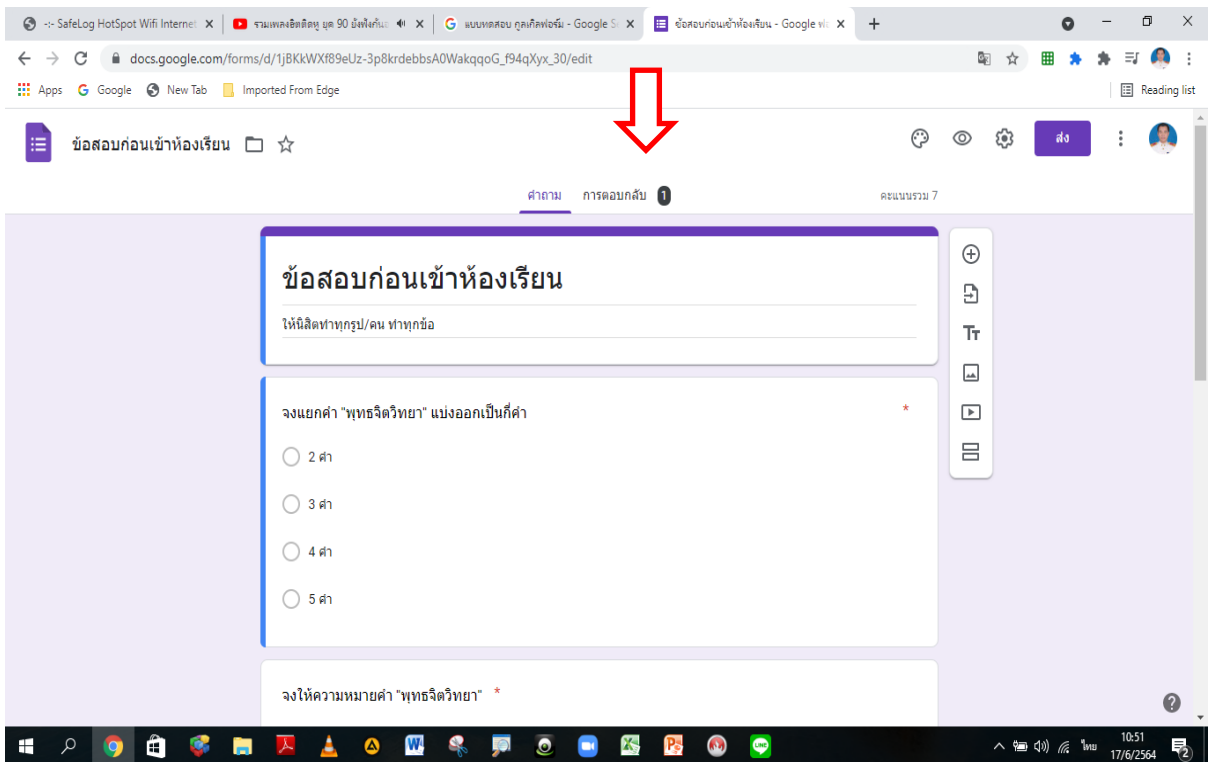 -:- SafeLog HotSpot Wifi Internet
รวมเพลงฮิตติดหู ยุค 90 ยังฟังกัน
แบบทดสอบ กูลเกิลฟอร์ม - Google Se
ข้อสอบก่อนเข้าห้องเรียน - Google ฟอ
docs.google.com/forms/d/1jBKkWXf89eUz-3p8krdebbsA0WakqqoG_f94qXyx_30/edit
Apps Google New Tab Imported From Edge Reading list
ข้อสอบก่อนเข้าห้องเรียน
ส่ง
คำถาม การตอบกลับ 1 คะแนนรวม 7
ข้อสอบก่อนเข้าห้องเรียน
ให้นิสิตทำทุกรูป/คน ทำทุกข้อ
Tт
จงแยกคำ "พุทธจิตวิทยา" แบ่งออกเป็นกี่คำ *
2 คำ
3 คำ
4 คำ
5 คำ
จงให้ความหมายคำ "พุทธจิตวิทยา" *
ไทย 10:51
17/6/2564